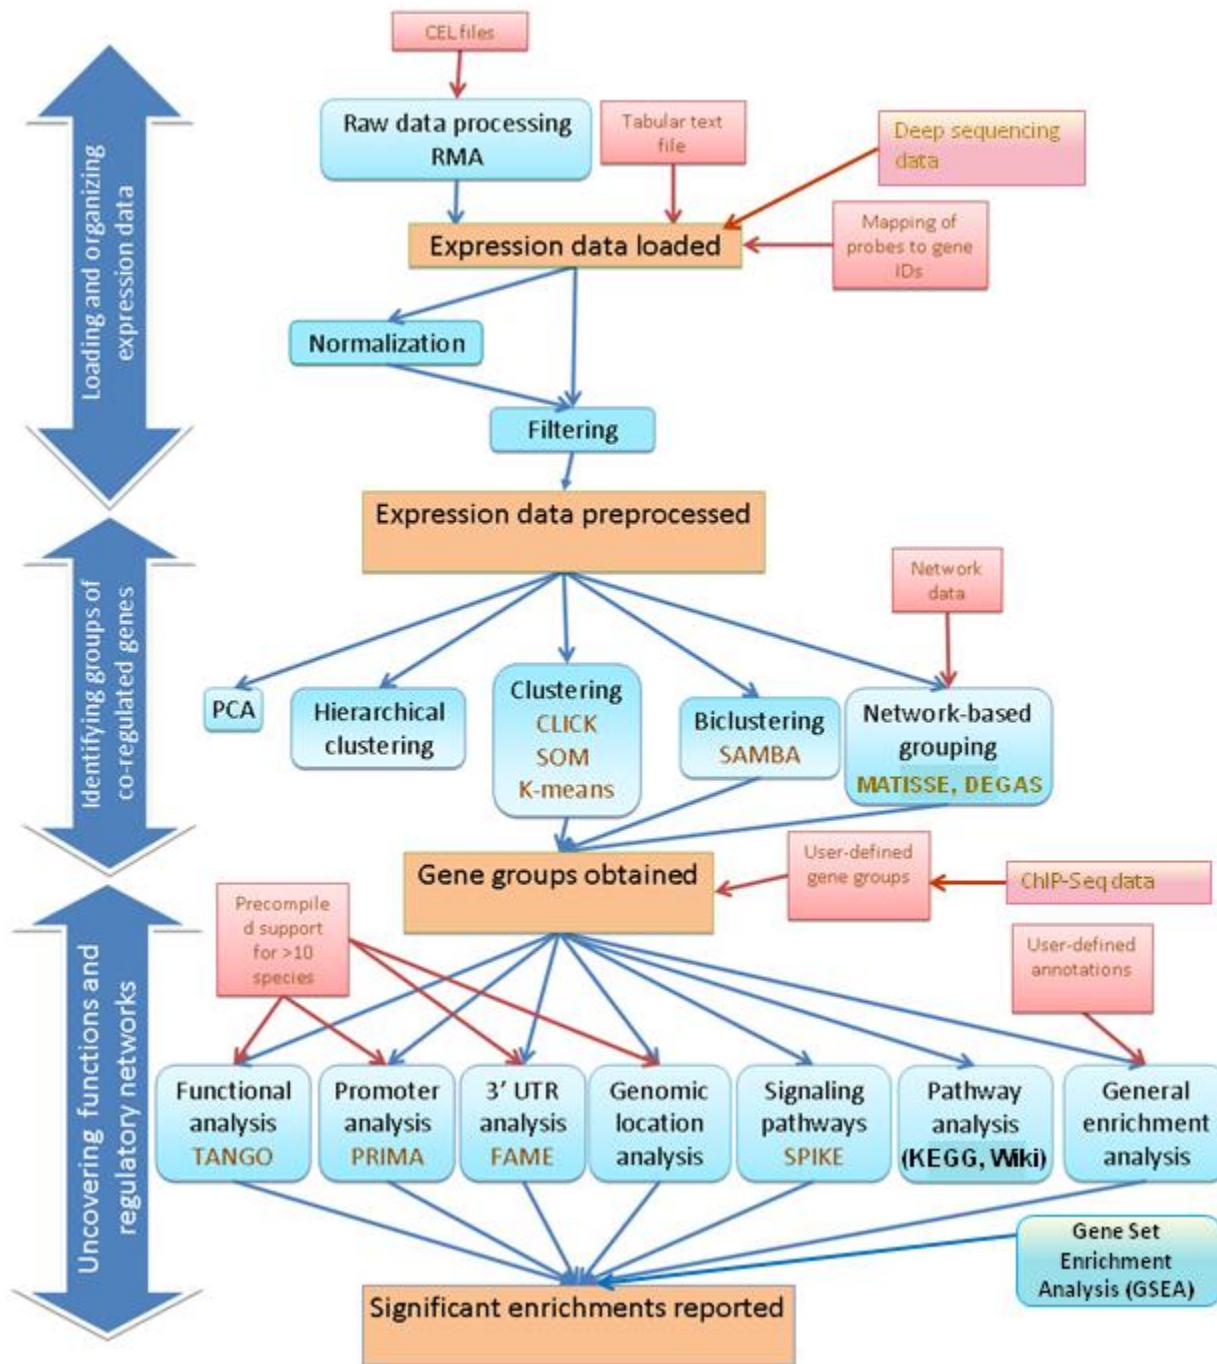 CEL files
Raw data processing
RMA
Tabular text
file
Deep sequencing
data
Mapping of
probes to gene
IDs
Expression data loaded
Normalization
Filtering
Loading and organizing
expression data
Expression data preprocessed
Network
data
PCA
Hierarchical
clustering
Clustering
CLICK
SOM
K-means
Biclustering
SAMBA
Network-based
grouping
MATISSE, DEGAS
Identifying groups of
co-regulated genes
Gene groups obtained
User-defined
gene groups
ChIP-Seq data
Precompile
d support
for >10
species
User-defined
annotations
Functional
analysis
TANGO
Promoter
analysis
PRIMA
3’ UTR
analysis
FAME
Genomic
location
analysis
Signaling
pathways
SPIKE
Pathway
analysis
(KEGG, Wiki)
General
enrichment
analysis
Uncovering functions and
regulatory networks
Gene Set
Enrichment
Analysis (GSEA)
Significant enrichments reported